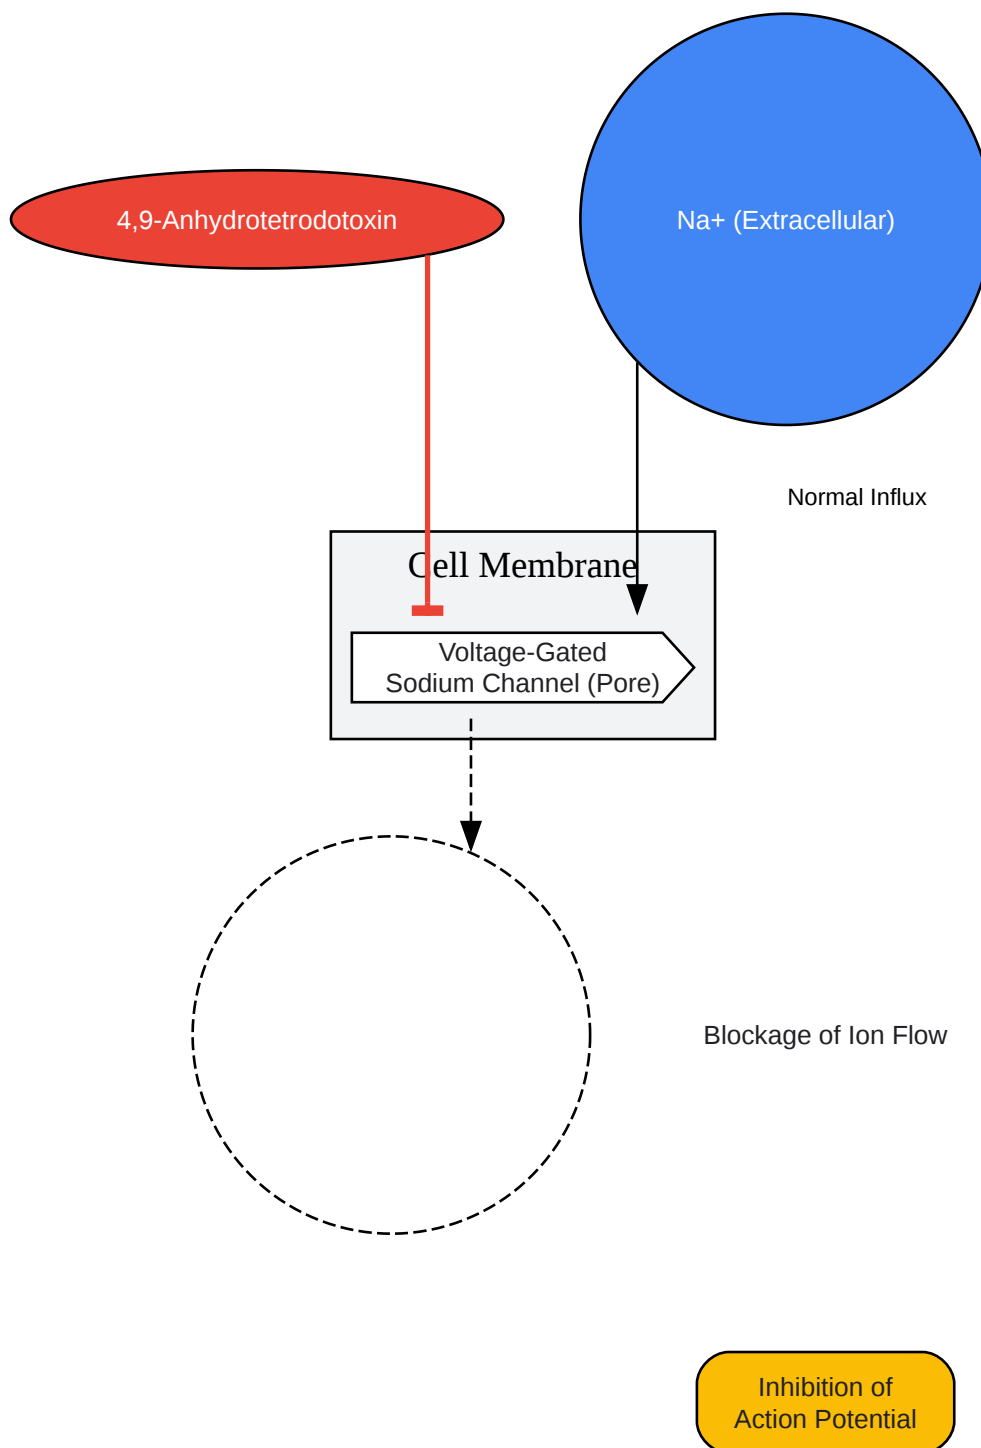 4,9-Anhydrotetrodotoxin
Na+ (Extracellular)
Normal Influx
Cell Membrane
Voltage-Gated
Sodium Channel (Pore)
Blockage of Ion Flow
Inhibition of
Action Potential